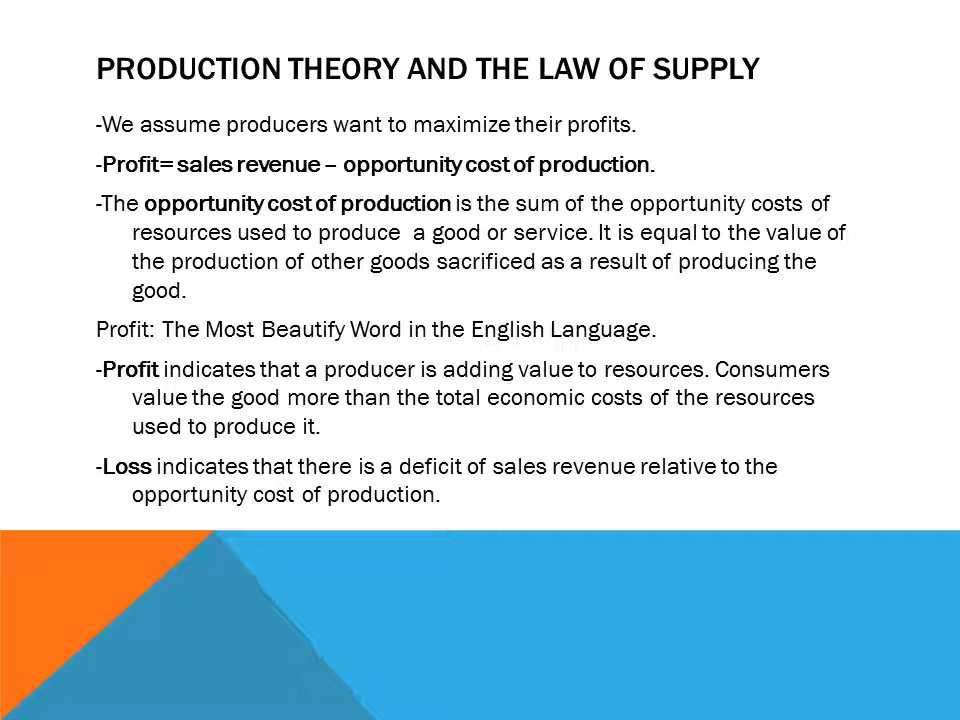 PRODUCTION THEORY AND THE LAW OF SUPPLY
-We assume producers want to maximize their profits.
-Profit= sales revenue – opportunity cost of production.
-The opportunity cost of production is the sum of the opportunity costs of
resources used to produce a good or service. It is equal to the value of
the production of other goods sacrificed as a result of producing the
good.
Profit: The Most Beautify Word in the English Language.
-Profit indicates that a producer is adding value to resources. Consumers
value the good more than the total economic costs of the resources
used to produce it.
-Loss indicates that there is a deficit of sales revenue relative to the
opportunity cost of production.